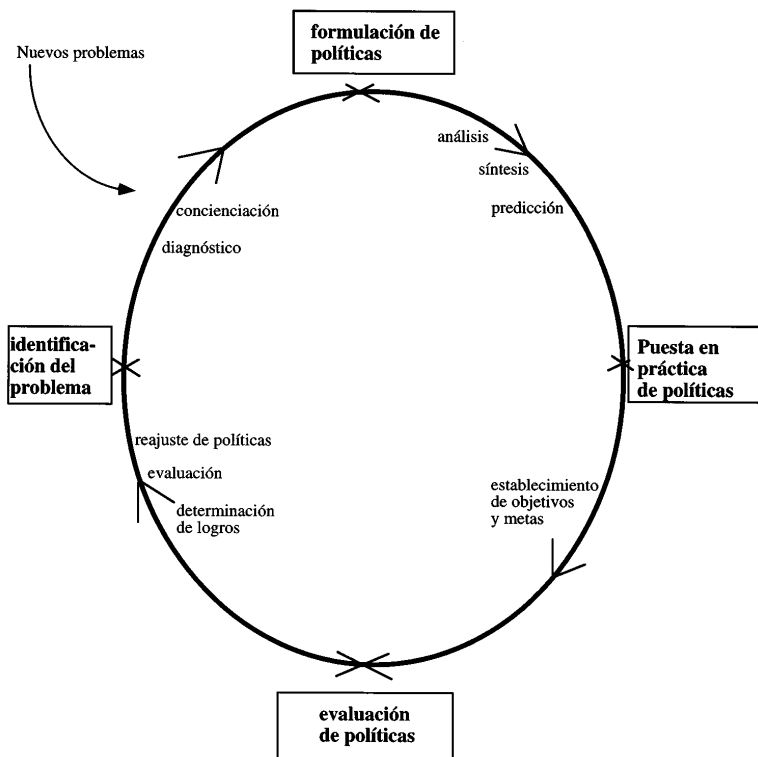 formulación de
políticas
Nuevos problemas
análisis
síntesis
predicción
concienciación
diagnóstico
identifica-
ción del
problema
Puesta en
práctica
de políticas
reajuste de políticas
evaluación
determinación
de logros
establecimiento
de objetivos
y metas
evaluación
de políticas